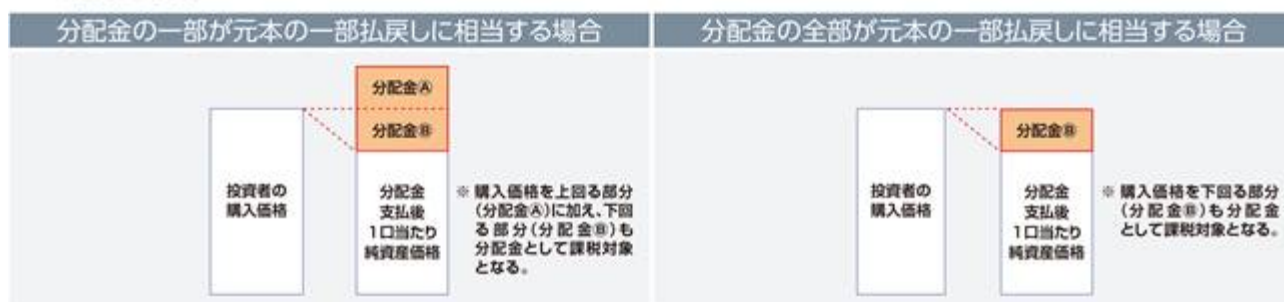 分配金の一部が元本の一部払戻しに相当する場合
分配金Ⓐ
分配金Ⓑ
投資者の
購入価格
分配金
支払後
1口当たり
純資産価格
※ 購入価格を上回る部分
(分配金Ⓐ)に加え、下回
る部分(分配金Ⓑ)も
分配金として課税対象
となる。
分配金の全部が元本の一部払戻しに相当する場合
分配金Ⓑ
投資者の
購入価格
分配金
支払後
1口当たり
純資産価格
※ 購入価格を下回る部分
(分配金Ⓑ)も分配金
として課税対象となる。